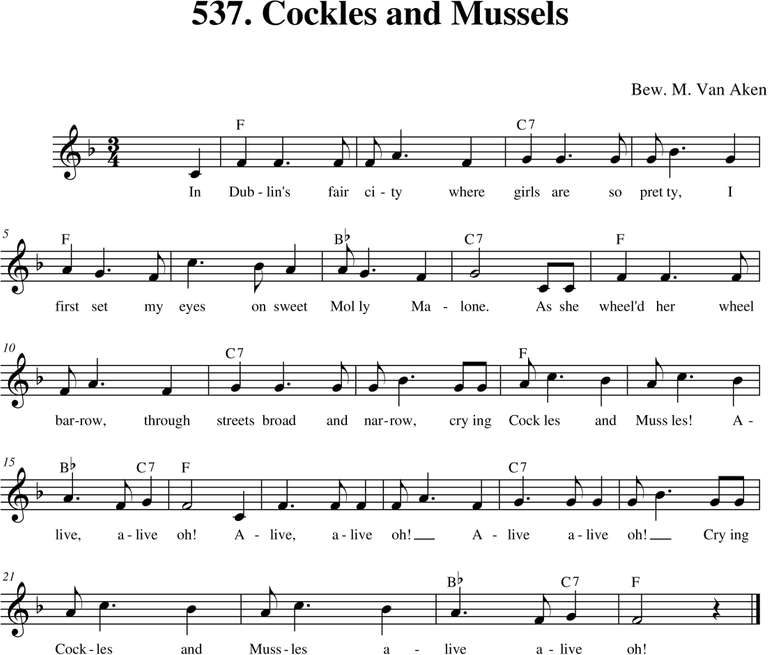 537. Cockles and Mussels
Bew. M. Van Aken
F C7
3
4
In Dub - lin's fair ci - ty where girls are so pret ty, I
5
F B♭ C7 F
first set my eyes on sweet Mol ly Ma - lone. As she wheel'd her wheel
10
C7 F
bar-row, through streets broad and nar-row, cry ing Cock les and Muss les! A -
15
B♭ C7 F C7
live, a - live oh! A - live, a - live oh! A - live a - live oh! Cry ing
21
B♭ C7 F
Cock - les and Muss - les a - live a - live oh!